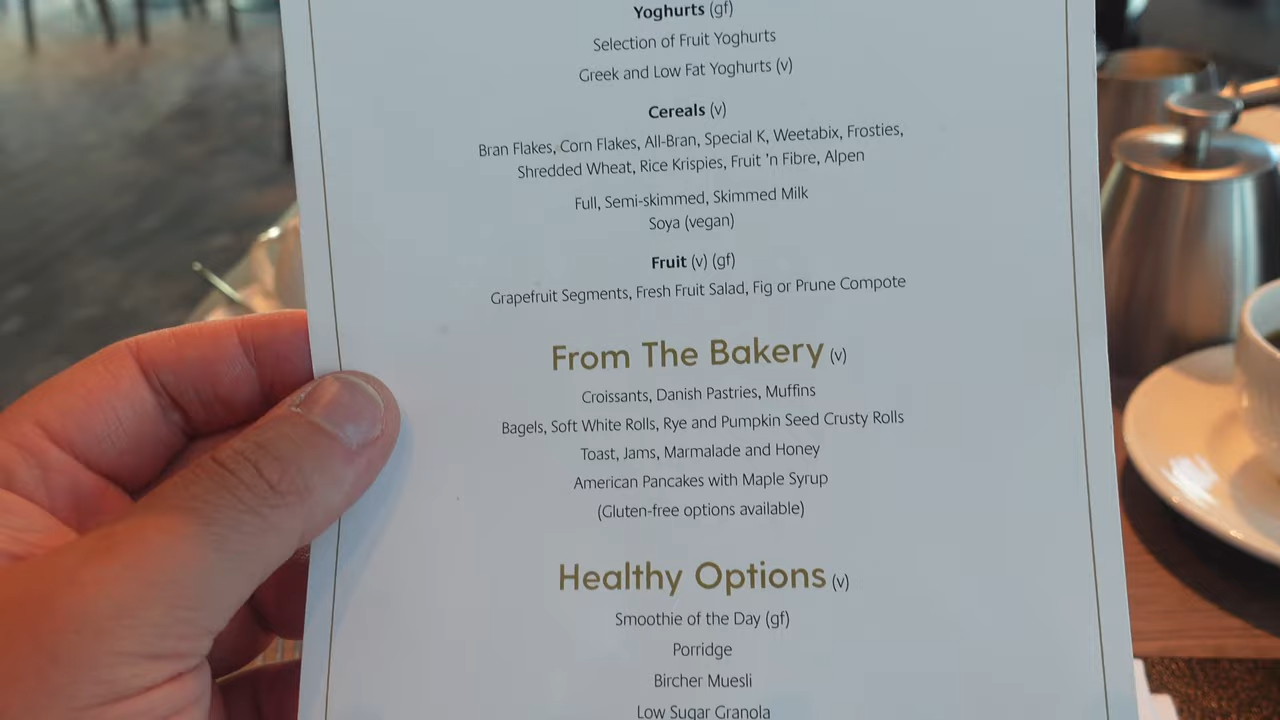 Yoghurts (gf)
Selection of Fruit Yoghurts
Greek and Low Fat Yoghurts (v)
Cereals (v)
Bran Flakes, Corn Flakes, All-Bran, Special K, Weetabix, Frosties,
Shredded Wheat, Rice Krispies, Fruit 'n Fibre, Alpen
Full, Semi-skimmed, Skimmed Milk
Soya (vegan)
Fruit (v) (gf)
Grapefruit Segments, Fresh Fruit Salad, Fig or Prune Compote
From The Bakery (v)
Croissants, Danish Pastries, Muffins
Bagels, Soft White Rolls, Rye and Pumpkin Seed Crusty Rolls
Toast, Jams, Marmalade and Honey
American Pancakes with Maple Syrup
(Gluten-free options available)
Healthy Options (v)
Smoothie of the Day (gf)
Porridge
Bircher Muesli
Low Sugar Granola